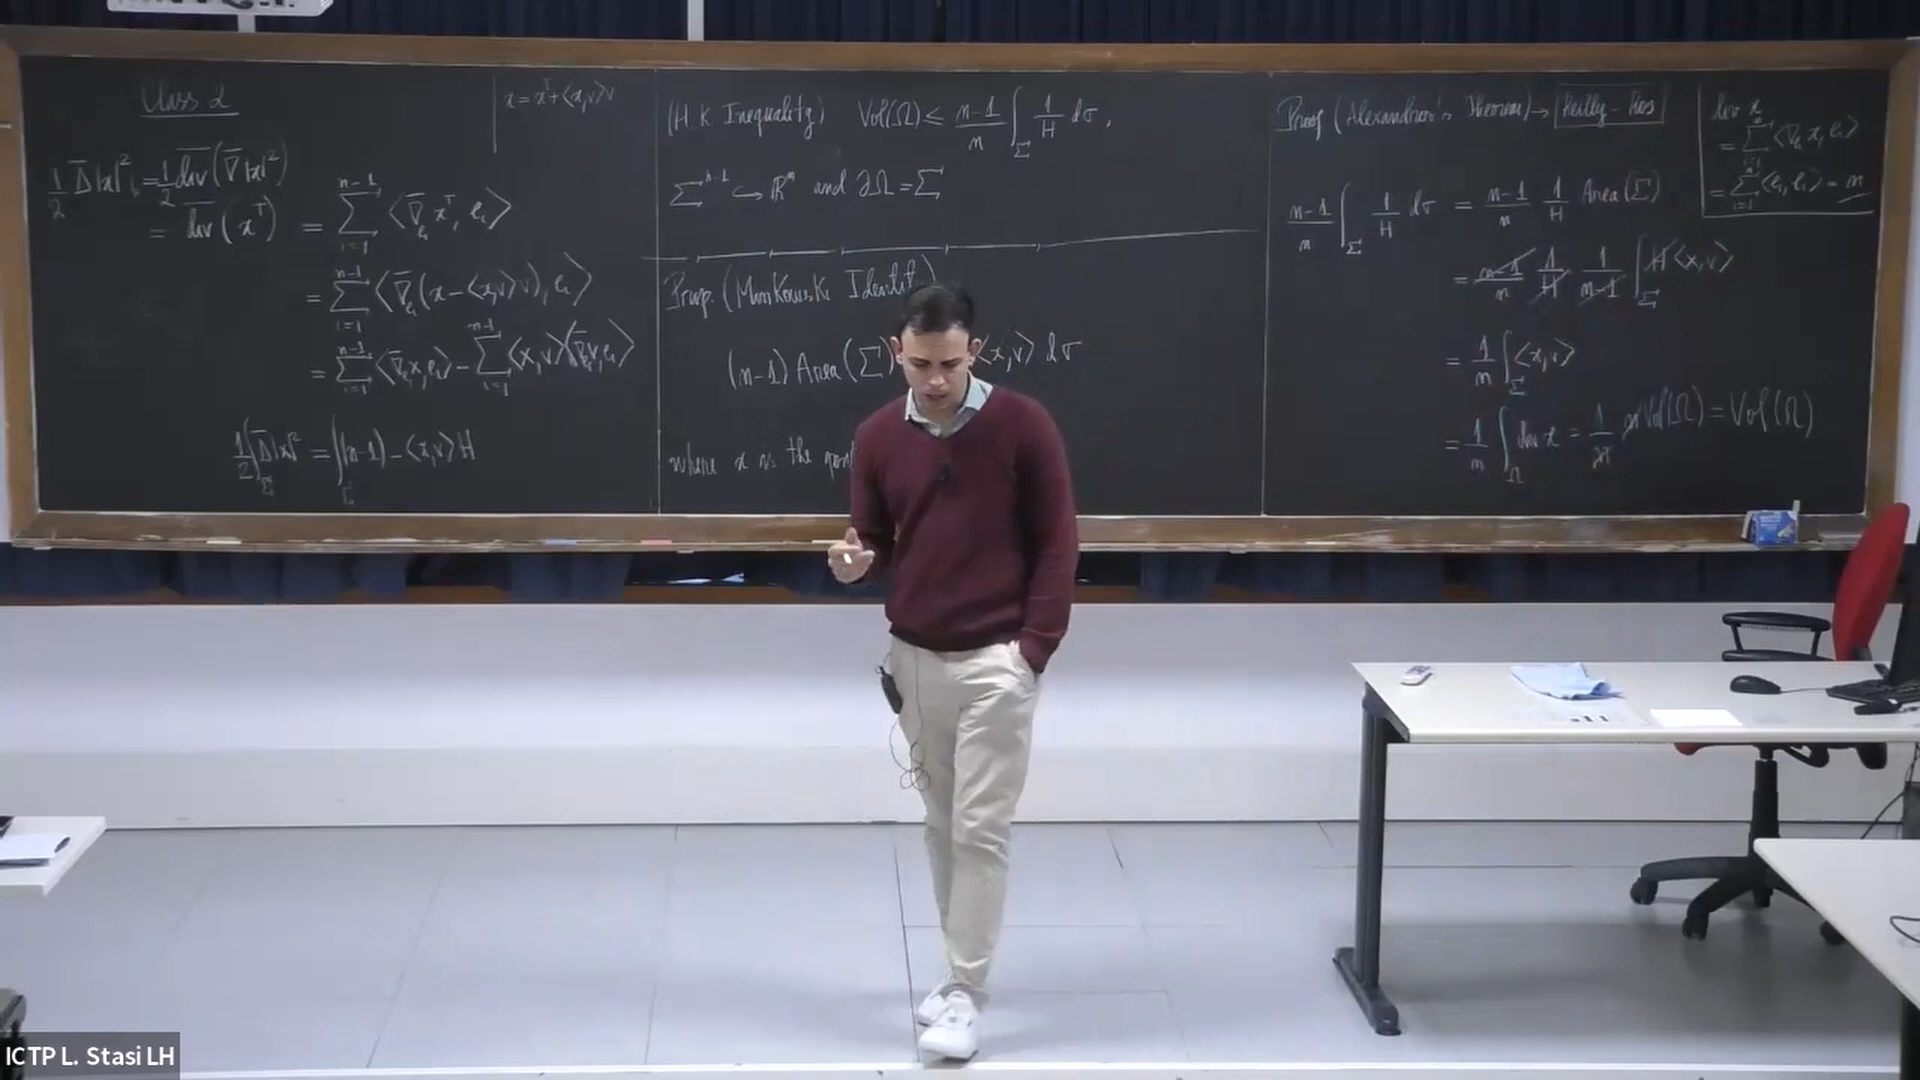 Class 2
x = x^T + ⟨x,ν⟩ν
1/2 Δ̄|x|² = 1/2 div̄(∇̄|x|²)
= div̄(x^T) = Σ_{i=1}^{n-1} ⟨∇̄_{e_i} x^T, e_i⟩
= Σ_{i=1}^{n-1} ⟨∇̄_{e_i}(x - ⟨x,ν⟩ν), e_i⟩
= Σ_{i=1}^{n-1} ⟨∇̄_{e_i} x, e_i⟩ - Σ_{i=1}^{n-1} ⟨x,ν⟩⟨∇̄_{e_i} ν, e_i⟩
1/2 ∫_Σ Δ̄|x|² = ∫_Σ (n-1) - ⟨x,ν⟩H
(H.K. Inequality) Vol(Ω) ≤ n-1/n ∫_Σ 1/H dσ,
Σ^{n-1} ↪ ℝ^n and ∂Ω = Σ
Prop. (Minkowski Identit
(n-1) Area(Σ) ⟨x,ν⟩ dσ
where x is the
Proof (Alexandrov's Theorem) → Reilly - Ros
n-1/n ∫_Σ 1/H dσ = n-1/n 1/H Area(Σ)
= n-1/n 1/H 1/n-1 ∫_Σ H⟨x,ν⟩
= 1/n ∫_Σ ⟨x,ν⟩
= 1/n ∫_Ω div x = 1/n n Vol(Ω) = Vol(Ω)
div x
= Σ_{i=1}^n ⟨∇̄_{e_i} x, e_i⟩
= Σ_{i=1}^n ⟨e_i, e_i⟩ = n
ICTP L. Stasi LH